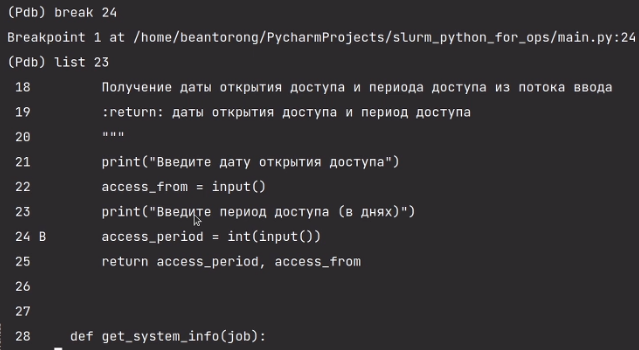 (Pdb) break 24
Breakpoint 1 at /home/beantorong/PycharmProjects/slurm_python_for_ops/main.py:24
(Pdb) list 23
18 Получение даты открытия доступа и периода доступа из потока ввода
19 :return: даты открытия доступа и период доступа
20 """
21 print("Введите дату открытия доступа")
22 access_from = input()
23 print("Введите период доступа (в днях)")
24 B access_period = int(input())
25 return access_period, access_from
26
27
28 def get_system_info(job):